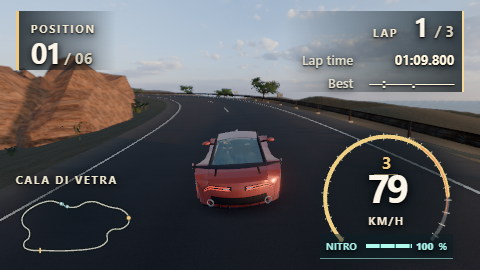 POSITION
01 / 06
LAP 1 / 3
Lap time 01:09.800
Best --:--.---
CALA DI VETRA
3
79
KM/H
NITRO 100 %